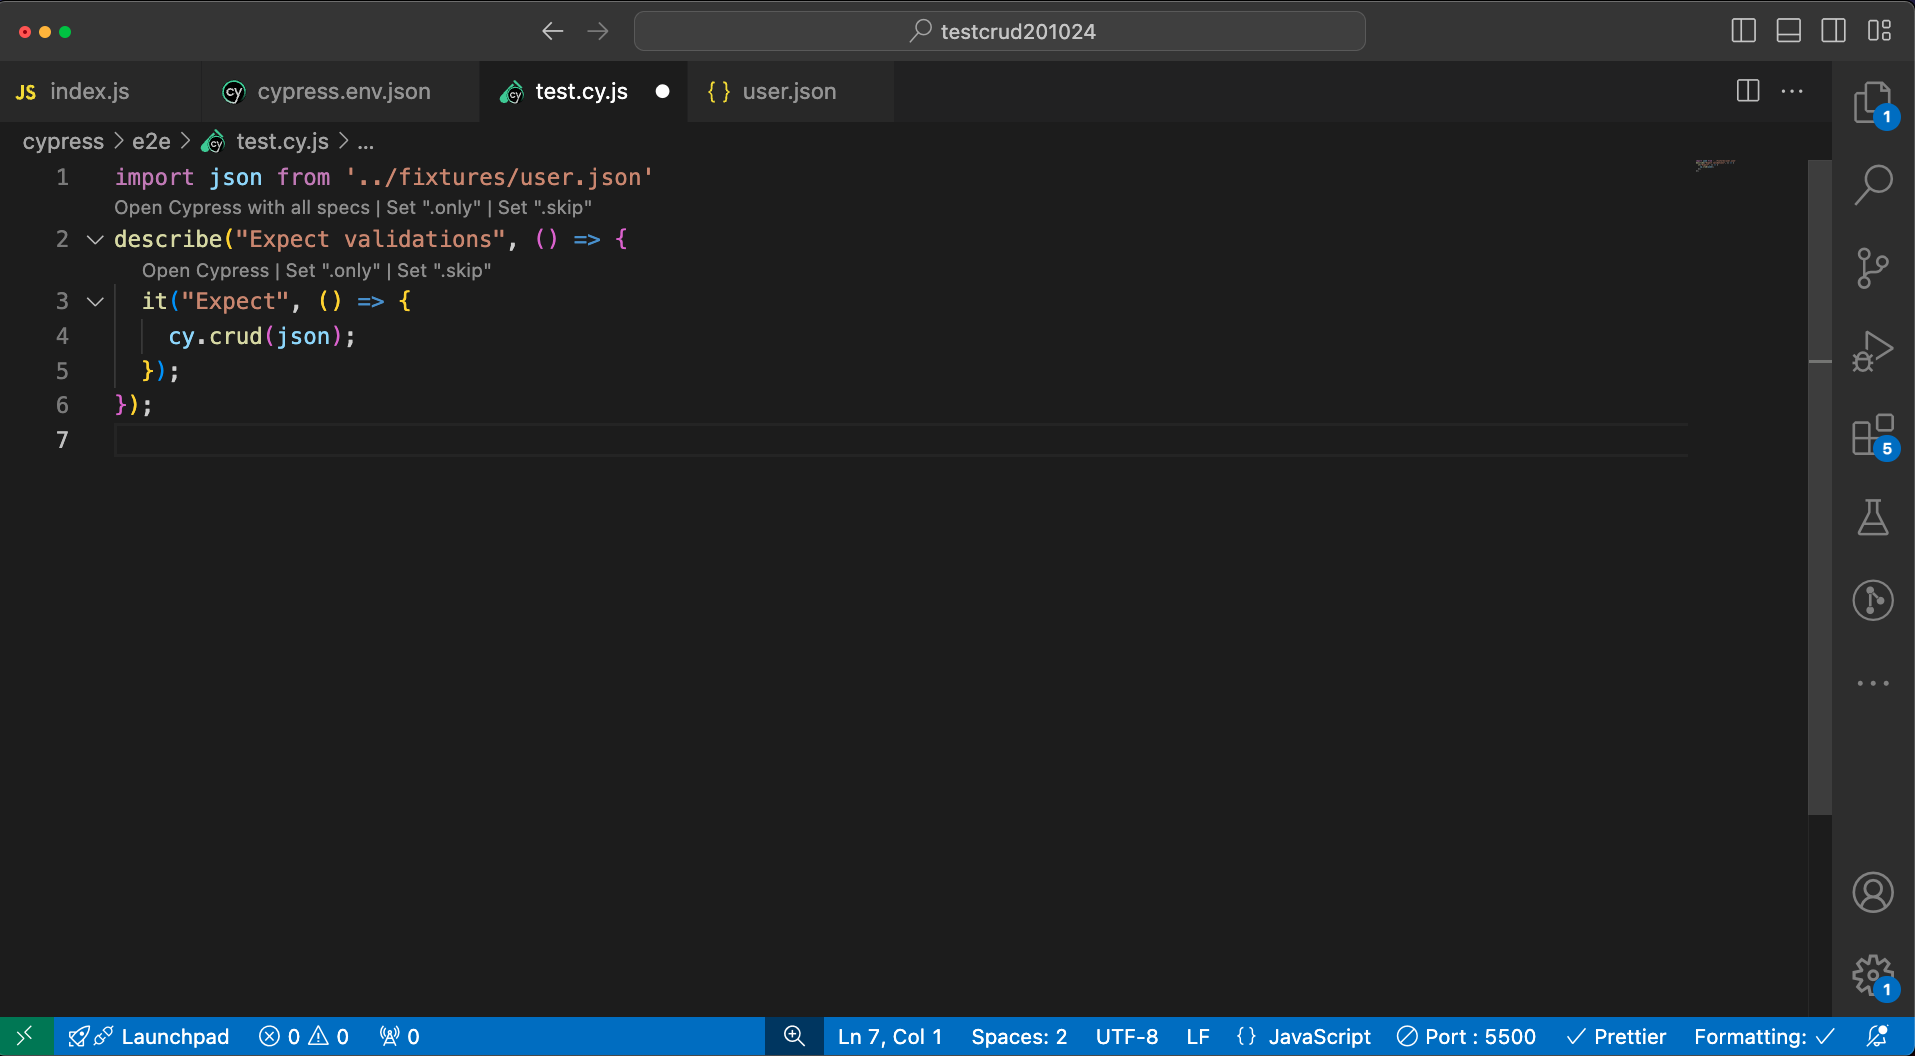 testcrud201024
JS index.js cy cypress.env.json cy test.cy.js {} user.json
cypress > e2e > cy test.cy.js > ...
1 import json from '../fixtures/user.json'
Open Cypress with all specs | Set ".only" | Set ".skip"
2 describe("Expect validations", () => {
Open Cypress | Set ".only" | Set ".skip"
3 it("Expect", () => {
4 cy.crud(json);
5 });
6 });
7
1
5
1
Launchpad 0 0 0 Ln 7, Col 1 Spaces: 2 UTF-8 LF {} JavaScript Port : 5500 Prettier Formatting: